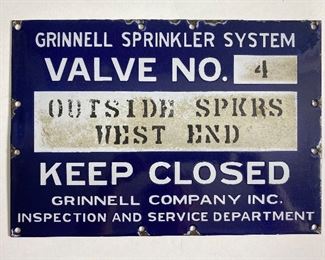 GRINNELL SPRINKLER SYSTEM
VALVE NO. 4
OUTSIDE SPKRS
WEST END
KEEP CLOSED
GRINNELL COMPANY INC.
INSPECTION AND SERVICE DEPARTMENT